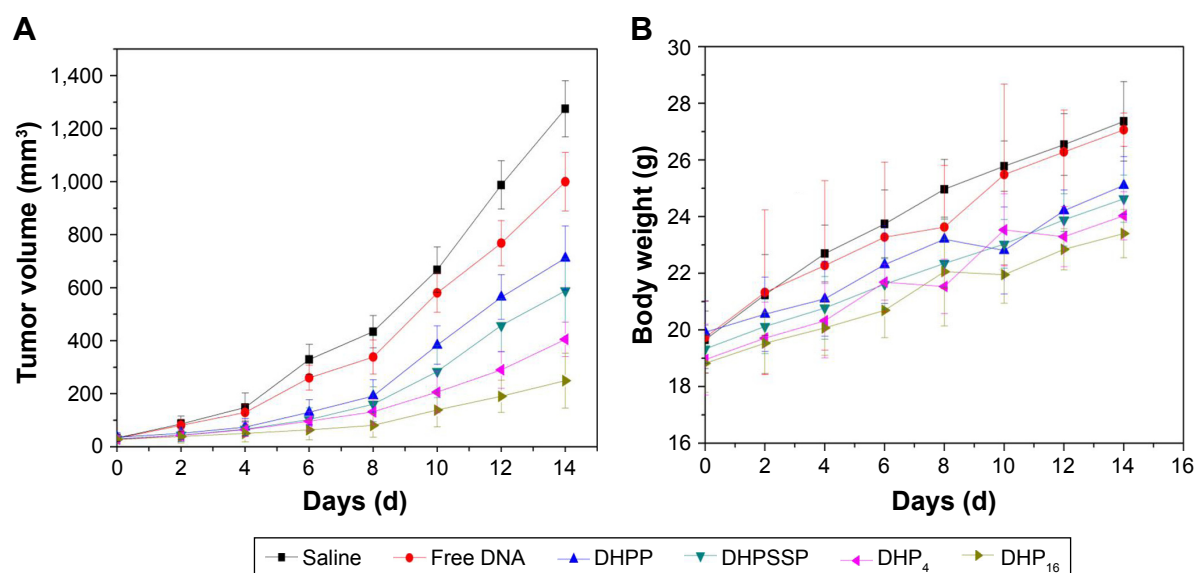 A
Tumor volume (mm³)
1,400
1,200
1,000
800
600
400
200
0
0 2 4 6 8 10 12 14
Days (d)
B
Body weight (g)
30
28
26
24
22
20
18
16
0 2 4 6 8 10 12 14 16
Days (d)
Saline Free DNA DHPP DHPSSP DHP₄ DHP₁₆